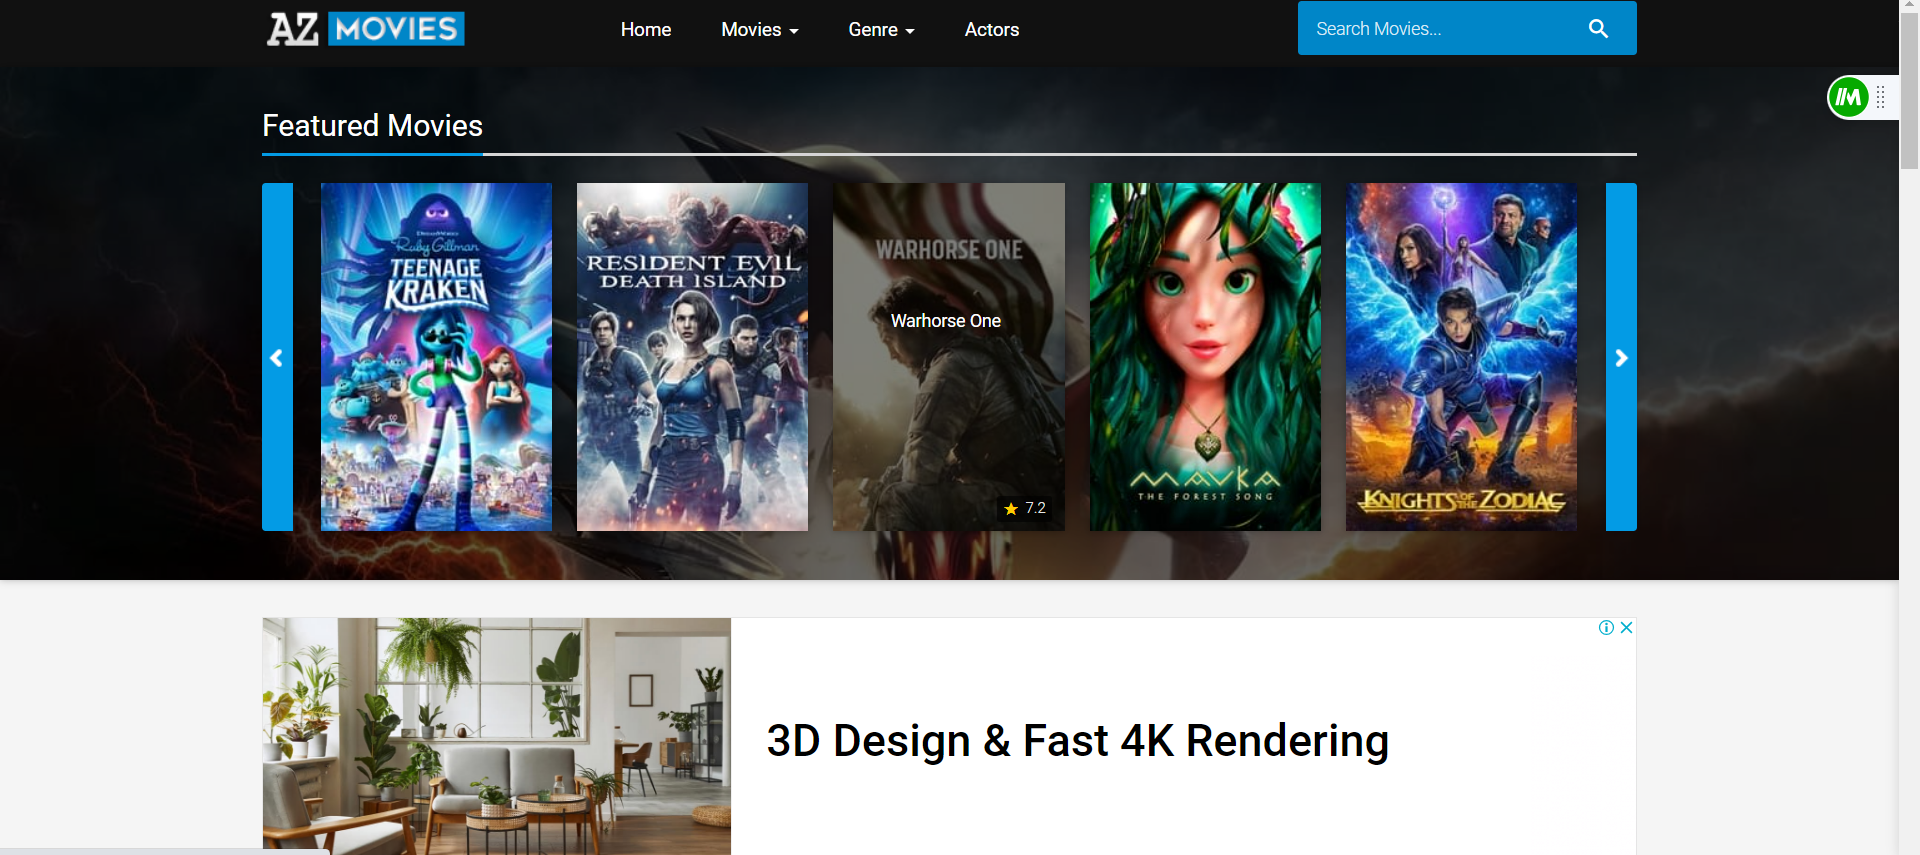 AZ MOVIES
Home
Movies
Genre
Actors
Search Movies...
Featured Movies
DreamWorks
Ruby Gillman
TEENAGE
KRAKEN
RESIDENT EVIL
DEATH ISLAND
WARHORSE ONE
Warhorse One
7.2
MAVKA
THE FOREST SONG
KNIGHTS OF THE ZODIAC
3D Design & Fast 4K Rendering